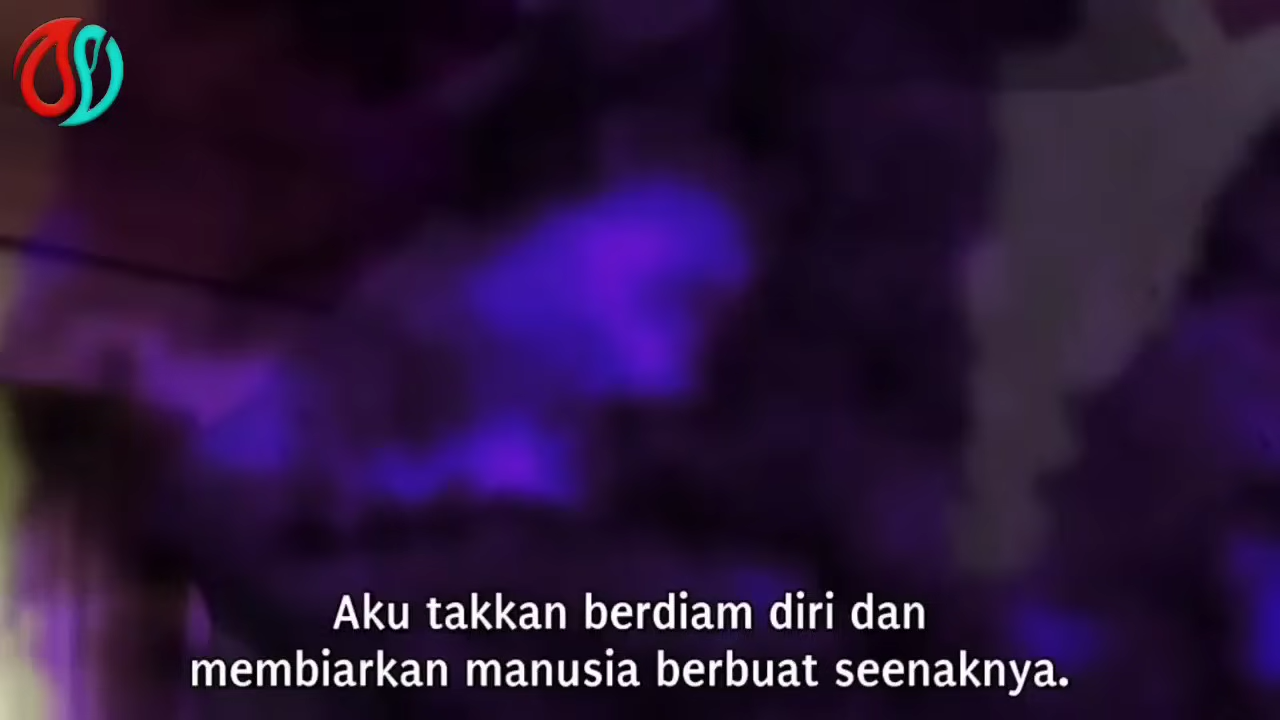 Aku takkan berdiam diri dan
membiarkan manusia berbuat seenaknya.